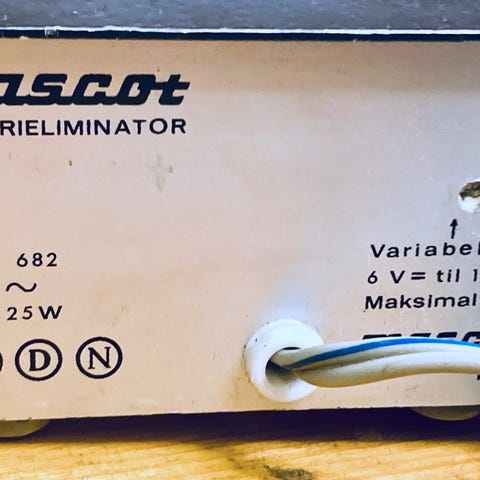 ascot
RIELIMINATOR
682
~
25W
D N
Variabel
6 V= til 1
Maksimal